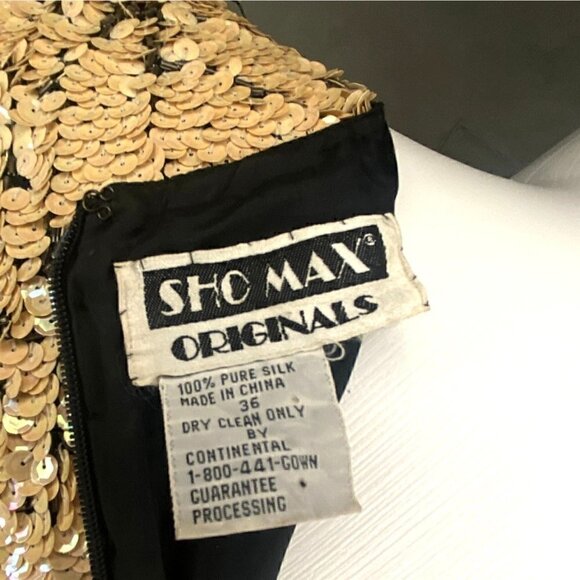 SHO MAX®
ORIGINALS
100% PURE SILK
MADE IN CHINA
36
DRY CLEAN ONLY
BY
CONTINENTAL
1-800-441-GOWN
GUARANTEE
PROCESSING